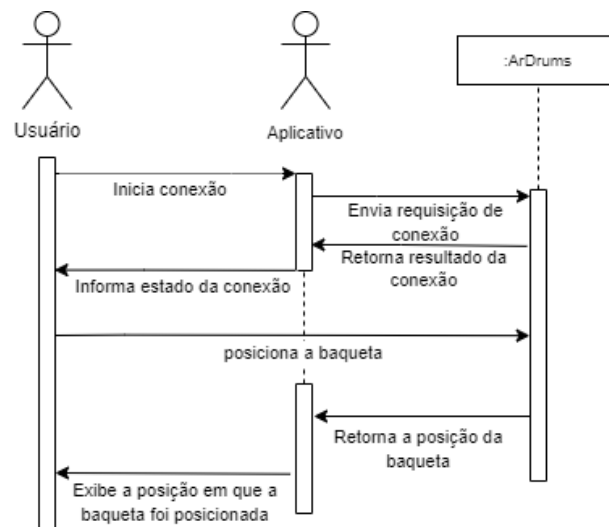 :ArDrums
Usuário
Aplicativo
Inicia conexão
Envia requisição de
conexão
Retorna resultado da
conexão
Informa estado da conexão
posiciona a baqueta
Retorna a posição da
baqueta
Exibe a posição em que a
baqueta foi posicionada